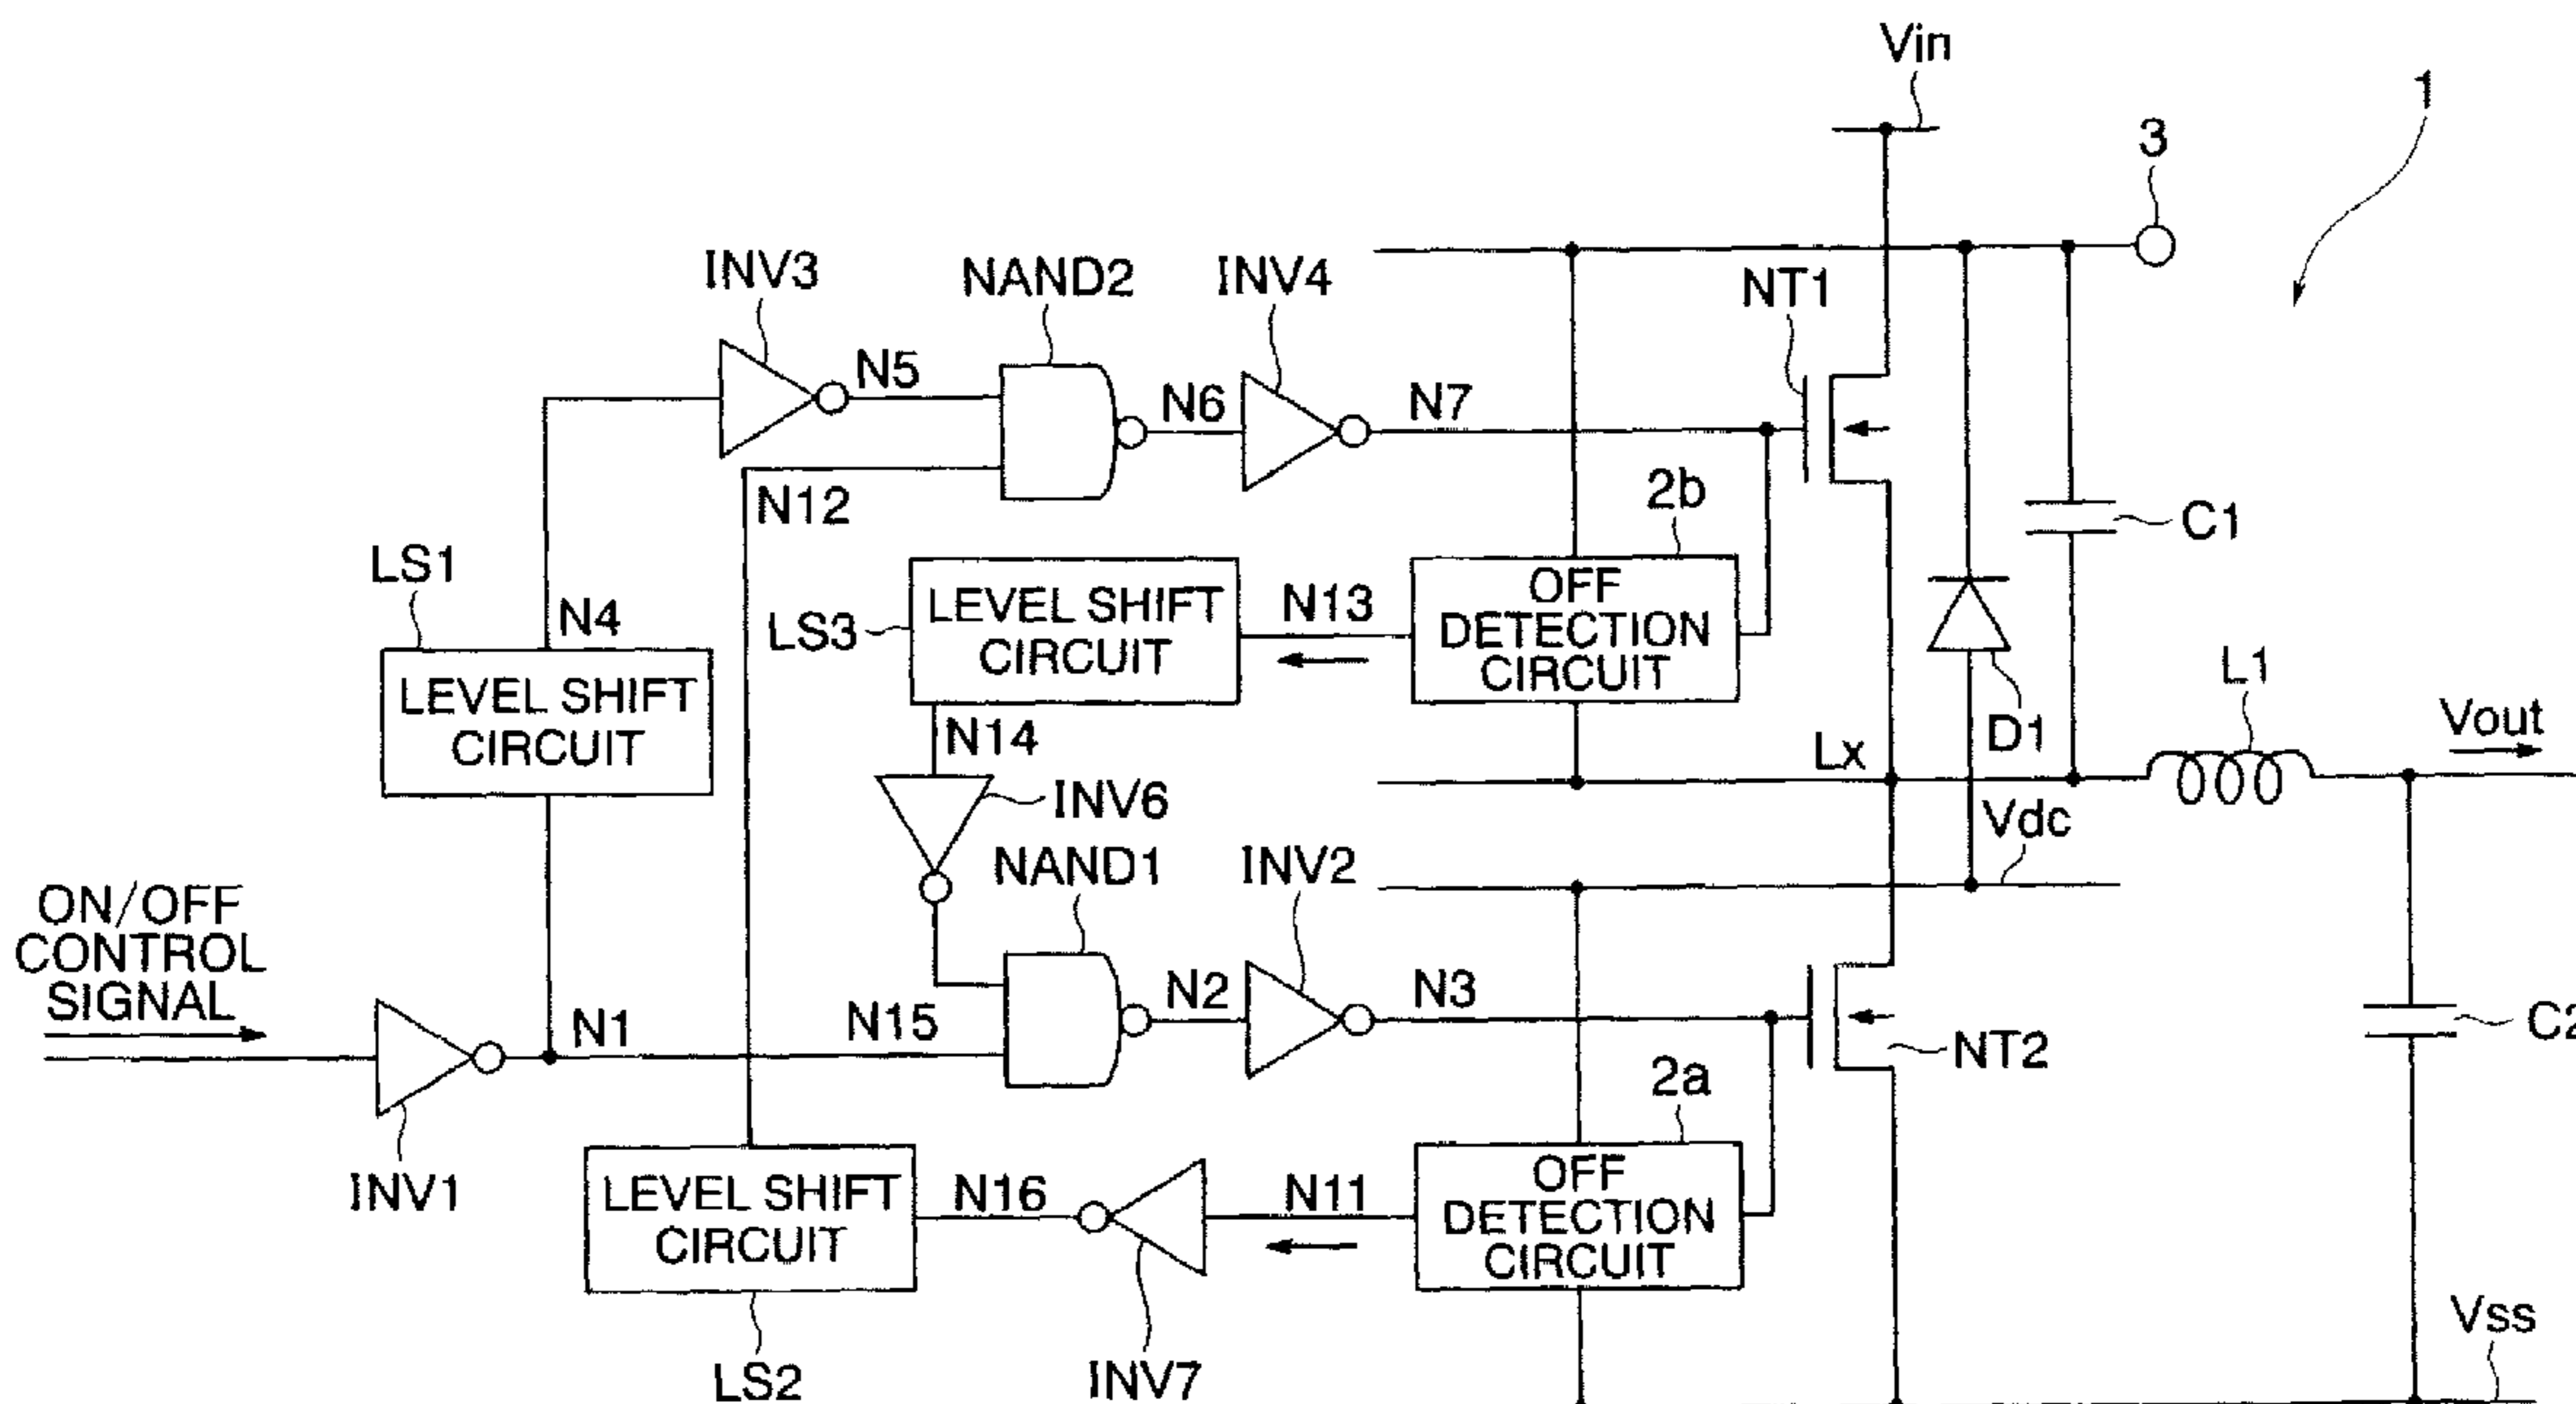 Vin
1
3
INV3
NAND2
INV4
NT1
N5
N6
N7
N12
2b
C1
LS1
LEVEL SHIFT
CIRCUIT
N13
OFF
DETECTION
CIRCUIT
LS3
N4
LEVEL SHIFT
CIRCUIT
L1
Vout
N14
Lx
D1
INV6
Vdc
NAND1
INV2
ON/OFF
CONTROL
SIGNAL
N1
N15
N2
N3
NT2
C2
2a
INV1
LEVEL SHIFT
CIRCUIT
N16
N11
OFF
DETECTION
CIRCUIT
LS2
INV7
Vss